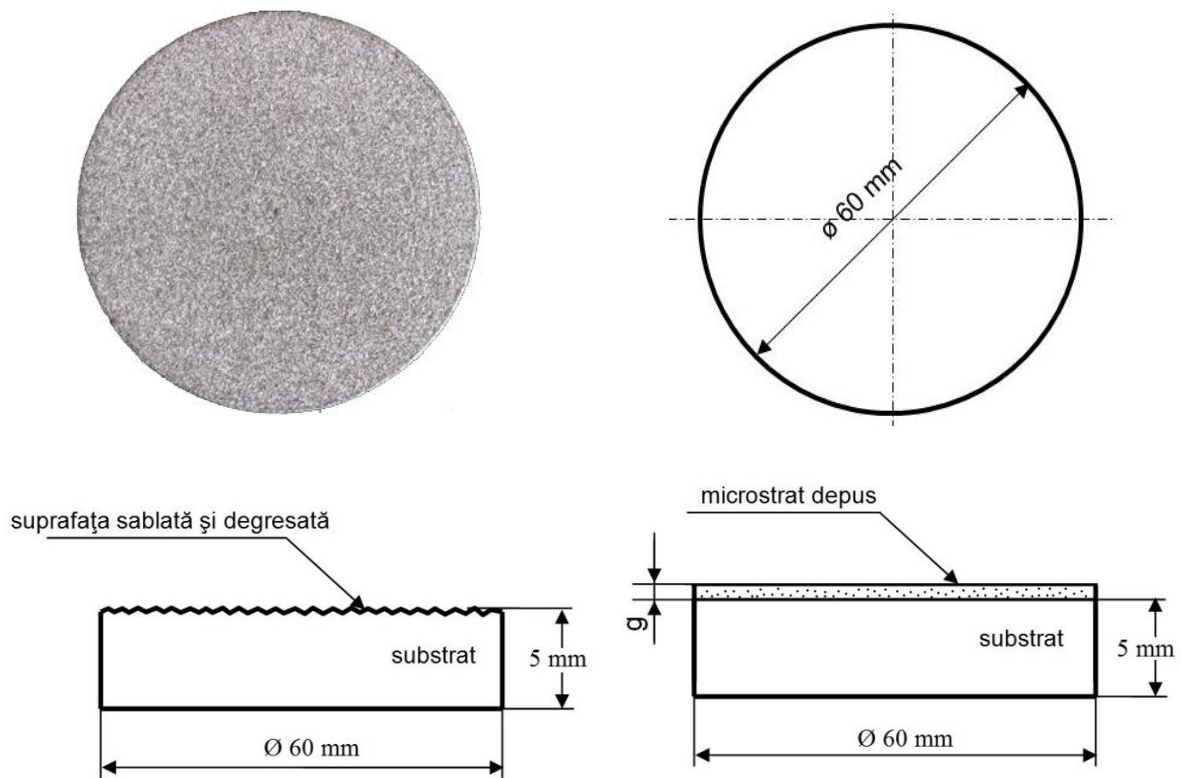 ø 60 mm
suprafaţa sablată şi degresată
substrat
5 mm
Ø 60 mm
microstrat depus
g
substrat
5 mm
Ø 60 mm